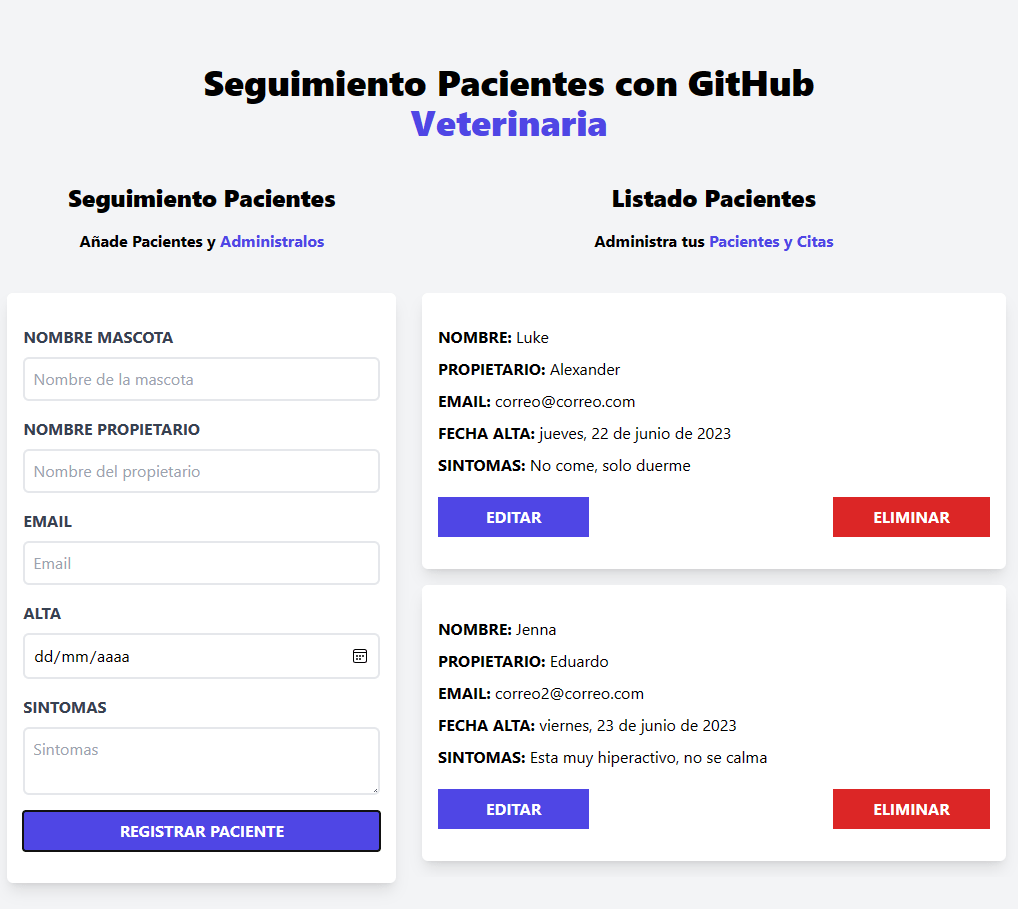 Seguimiento Pacientes con GitHub
Veterinaria
Seguimiento Pacientes
Añade Pacientes y Administralos
NOMBRE MASCOTA
Nombre de la mascota
NOMBRE PROPIETARIO
Nombre del propietario
EMAIL
Email
ALTA
dd/mm/aaaa
SINTOMAS
Sintomas
REGISTRAR PACIENTE
Listado Pacientes
Administra tus Pacientes y Citas
NOMBRE: Luke
PROPIETARIO: Alexander
EMAIL: correo@correo.com
FECHA ALTA: jueves, 22 de junio de 2023
SINTOMAS: No come, solo duerme
EDITAR
ELIMINAR
NOMBRE: Jenna
PROPIETARIO: Eduardo
EMAIL: correo2@correo.com
FECHA ALTA: viernes, 23 de junio de 2023
SINTOMAS: Esta muy hiperactivo, no se calma
EDITAR
ELIMINAR